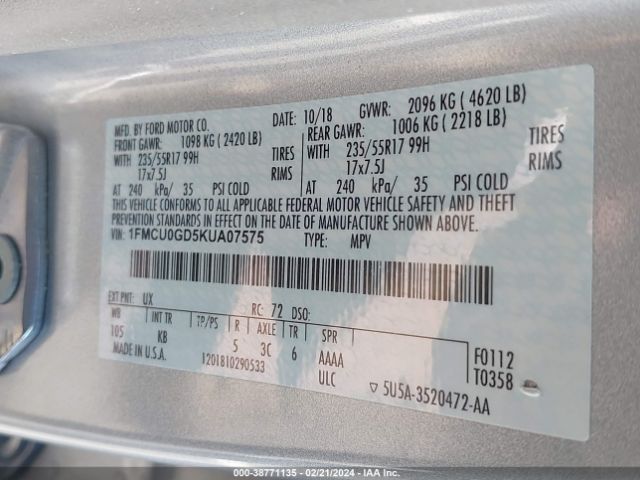 MFD. BY FORD MOTOR CO. DATE: 10/18 GVWR: 2096 KG ( 4620 LB)
FRONT GAWR: 1098 KG ( 2420 LB) REAR GAWR: 1006 KG ( 2218 LB)
WITH 235/55R17 99H TIRES WITH 235/55R17 99H TIRES
17x7.5J RIMS 17x7.5J RIMS
AT 240 kPa/ 35 PSI COLD AT 240 kPa/ 35 PSI COLD
THIS VEHICLE CONFORMS TO ALL APPLICABLE FEDERAL MOTOR VEHICLE SAFETY AND THEFT
PREVENTION STANDARDS IN EFFECT ON THE DATE OF MANUFACTURE SHOWN ABOVE.
VIN: 1FMCU0GD5KUA07575 TYPE: MPV
EXT PNT: UX RC: 72 DSO:
WB INT TR TP/PS R AXLE TR SPR
105 KB 5 3C 6 AAAA F0112
MADE IN U.S.A. 1201810290533 ULC T0358
5U5A-3520472-AA
000-38771135 - 02/21/2024 - IAA Inc.